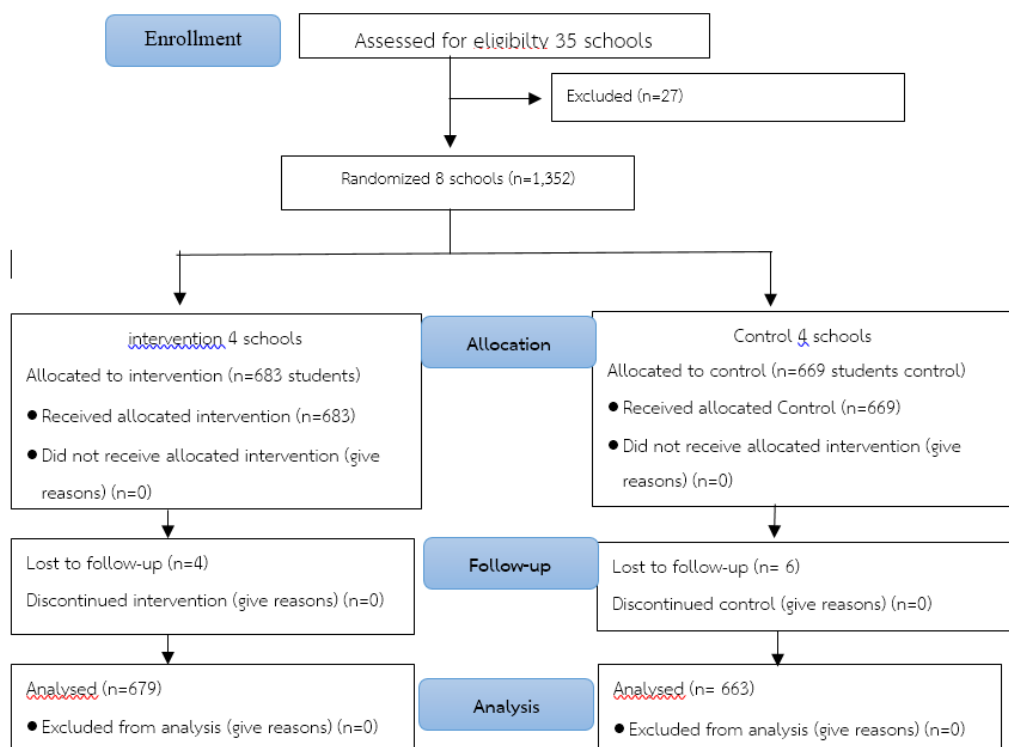 Enrollment
Assessed for eligibilty 35 schools
Excluded (n=27)
Randomized 8 schools (n=1,352)
intervention 4 schools
Allocated to intervention (n=683 students)
● Received allocated intervention (n=683)
● Did not receive allocated intervention (give
reasons) (n=0)
Allocation
Control 4 schools
Allocated to control (n=669 students control)
● Received allocated Control (n=669)
● Did not receive allocated intervention (give
reasons) (n=0)
Lost to follow-up (n=4)
Discontinued intervention (give reasons) (n=0)
Follow-up
Lost to follow-up (n= 6)
Discontinued control (give reasons) (n=0)
Analysed (n=679)
● Excluded from analysis (give reasons) (n=0)
Analysis
Analysed (n= 663)
● Excluded from analysis (give reasons) (n=0)